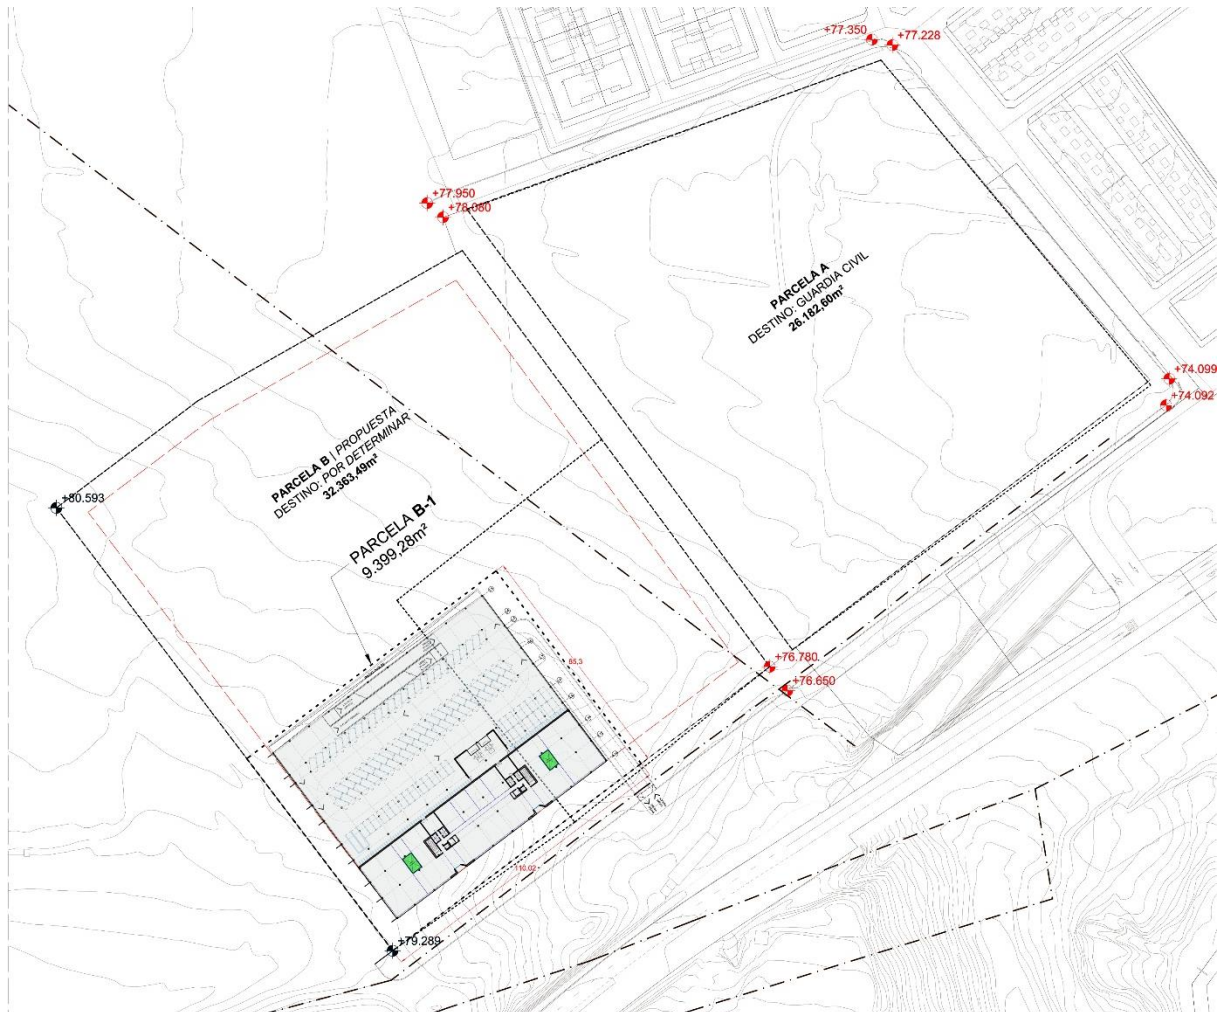 +77.350
+77.228
+77.950
+78.080
PARCELA A
DESTINO: GUARDIA CIVIL
26.182,60m²
+74.099
+74.092
PARCELA B | PROPUESTA
DESTINO: POR DETERMINAR
32.363,49m²
+80.593
PARCELA B-1
9.399,28m²
+76.780
+76.650
110.02
+79.289